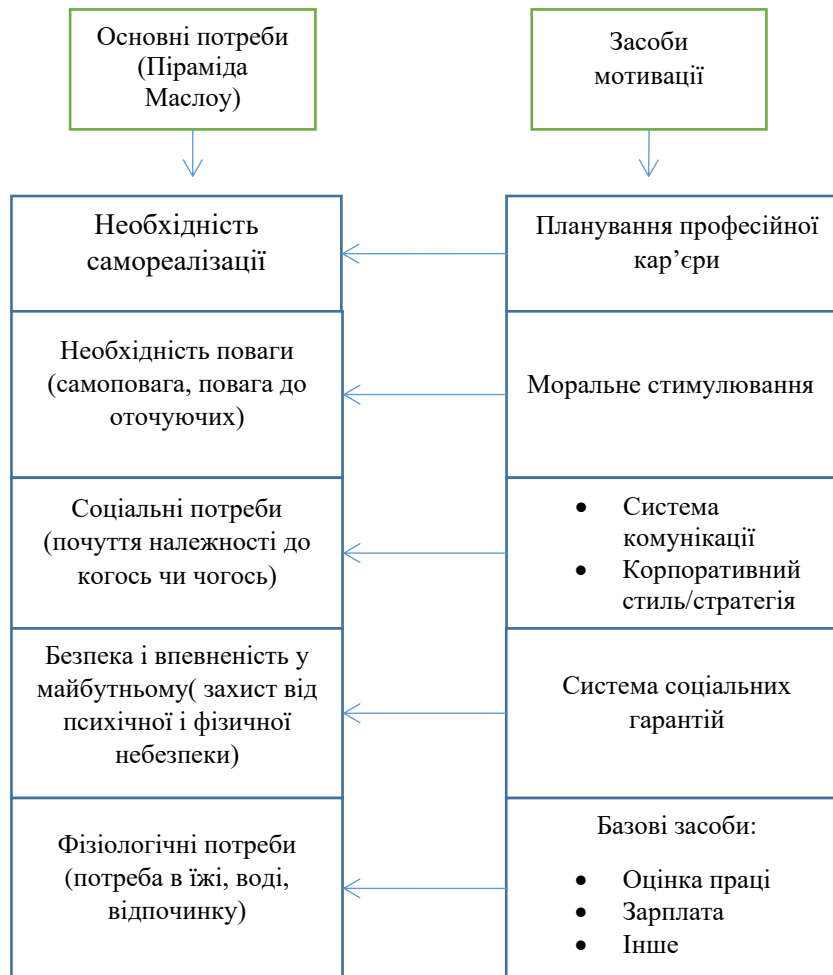 Основні потреби
(Піраміда
Маслоу)
Засоби
мотивації
Необхідність
самореалізації
Планування професійної
кар’єри
Необхідність поваги
(самоповага, повага до
оточуючих)
Моральне стимулювання
Соціальні потреби
(почуття належності до
когось чи чогось)
• Система
комунікації
• Корпоративний
стиль/стратегія
Безпека і впевненість у
майбутньому( захист від
психічної і фізичної
небезпеки)
Система соціальних
гарантій
Фізіологічні потреби
(потреба в їжі, воді,
відпочинку)
Базові засоби:
• Оцінка праці
• Зарплата
• Інше